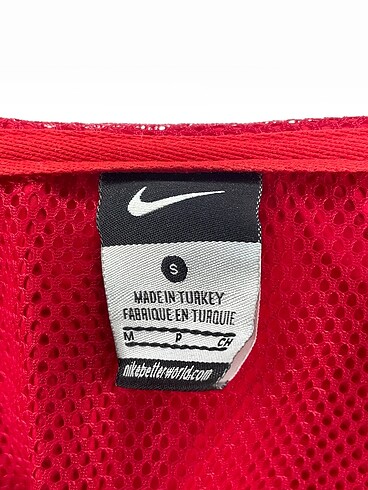 S
MADE IN TURKEY
FABRIQUE EN TURQUIE
M P CH
nikebetterworld.com